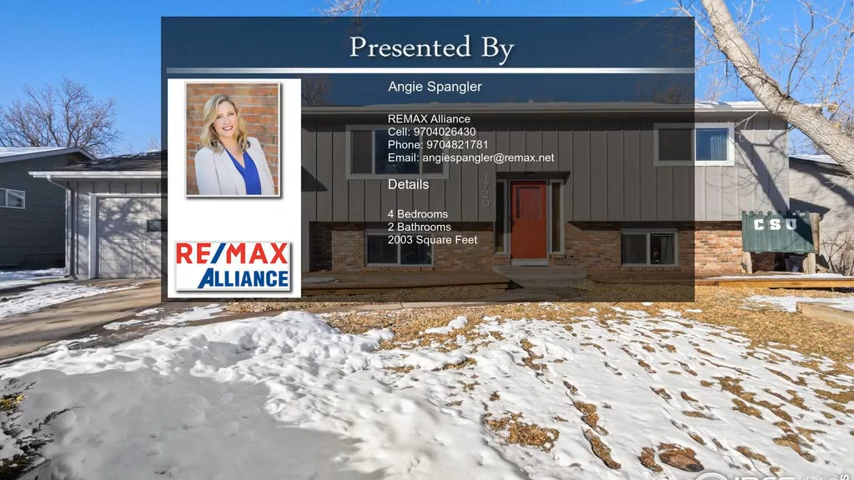 Presented By
Angie Spangler
REMAX Alliance
Cell: 9704026430
Phone: 9704821781
Email: angiespangler@remax.net
Details
4 Bedrooms
2 Bathrooms
2003 Square Feet
RE/MAX
ALLIANCE
1720
CSU